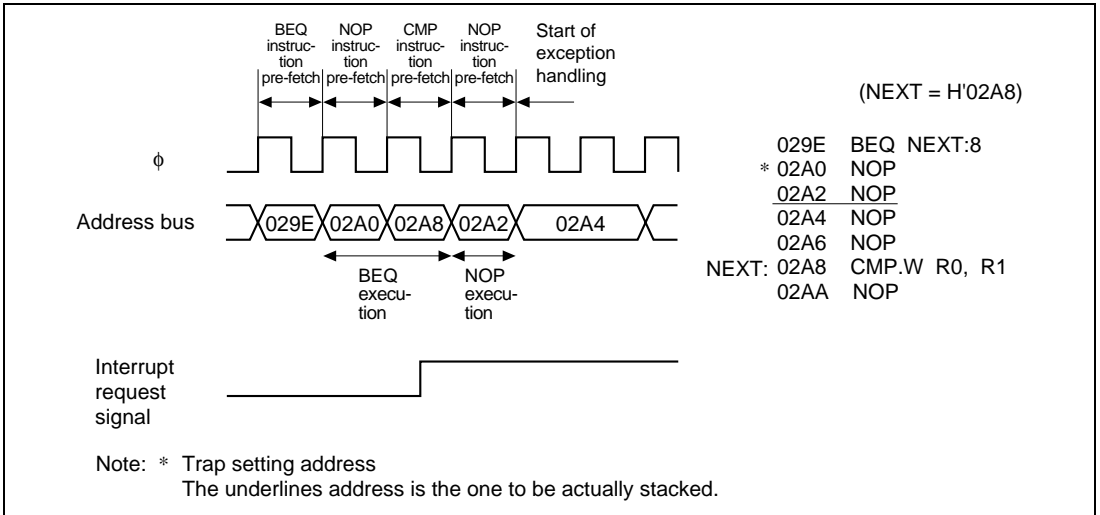 BEQ
instruc-
tion
pre-fetch
NOP
instruc-
tion
pre-fetch
CMP
instruc-
tion
pre-fetch
NOP
instruc-
tion
pre-fetch
Start of
exception
handling
(NEXT = H'02A8)
ϕ
Address bus
029E 02A0 02A8 02A2 02A4
BEQ
execu-
tion
NOP
execu-
tion
029E BEQ NEXT:8
* 02A0 NOP
02A2 NOP
02A4 NOP
02A6 NOP
NEXT: 02A8 CMP.W R0, R1
02AA NOP
Interrupt
request
signal
Note: * Trap setting address
The underlines address is the one to be actually stacked.